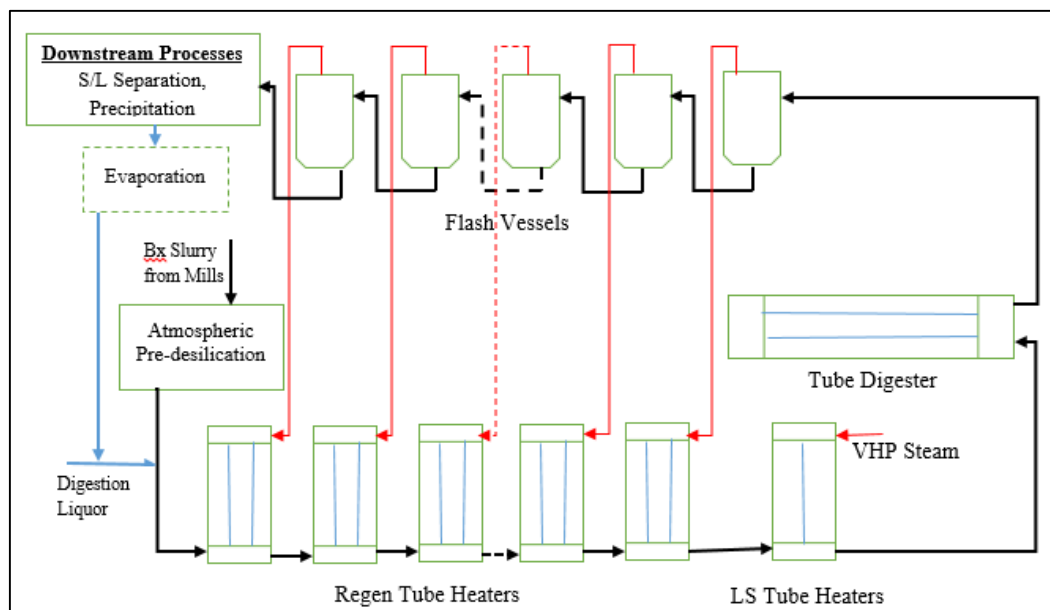 Downstream Processes
S/L Separation,
Precipitation
Evaporation
Flash Vessels
Bx Slurry
from Mills
Atmospheric
Pre-desilication
Tube Digester
VHP Steam
Digestion
Liquor
Regen Tube Heaters
LS Tube Heaters